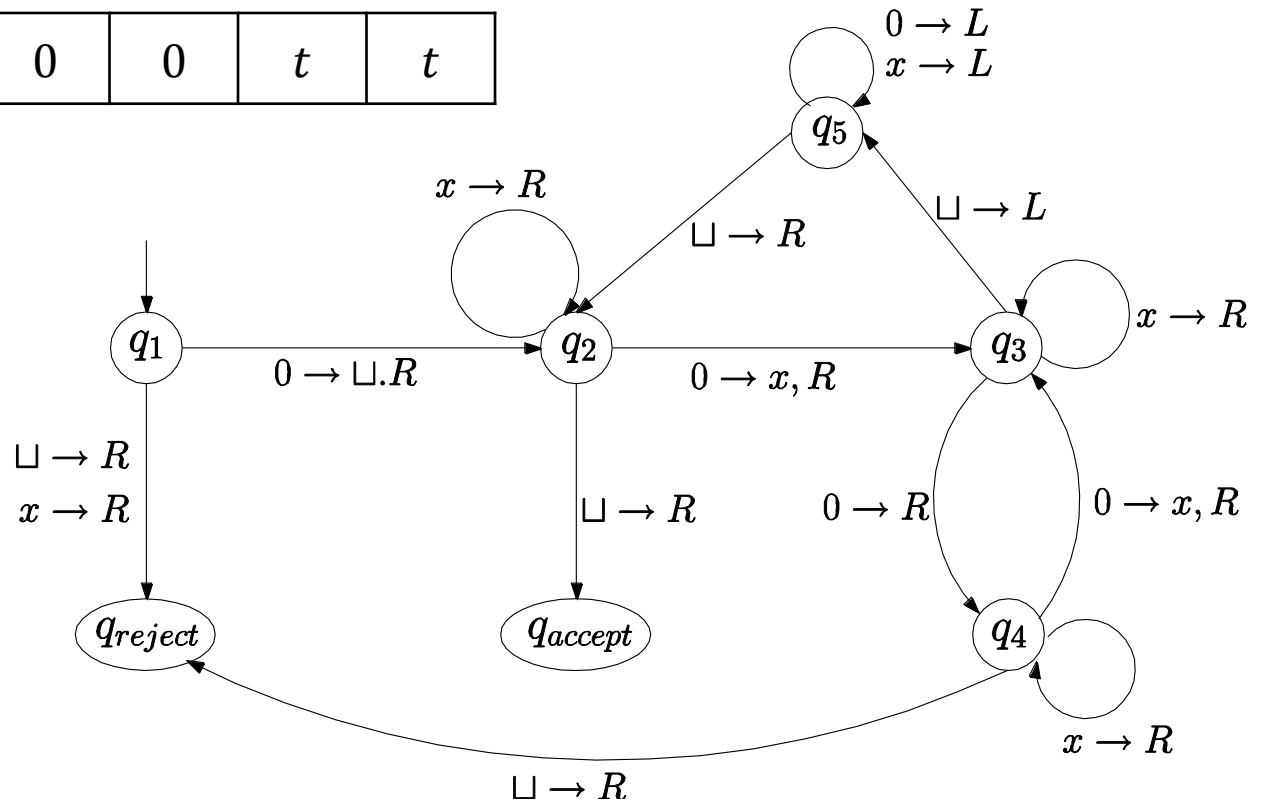 0 0 t t
0 → L
x → L
q5
x → R
⊔ → R
⊔ → L
q1
0 → ⊔.R
q2
0 → x, R
q3
x → R
⊔ → R
x → R
⊔ → R
0 → R
0 → x, R
qreject
qaccept
q4
x → R
⊔ → R